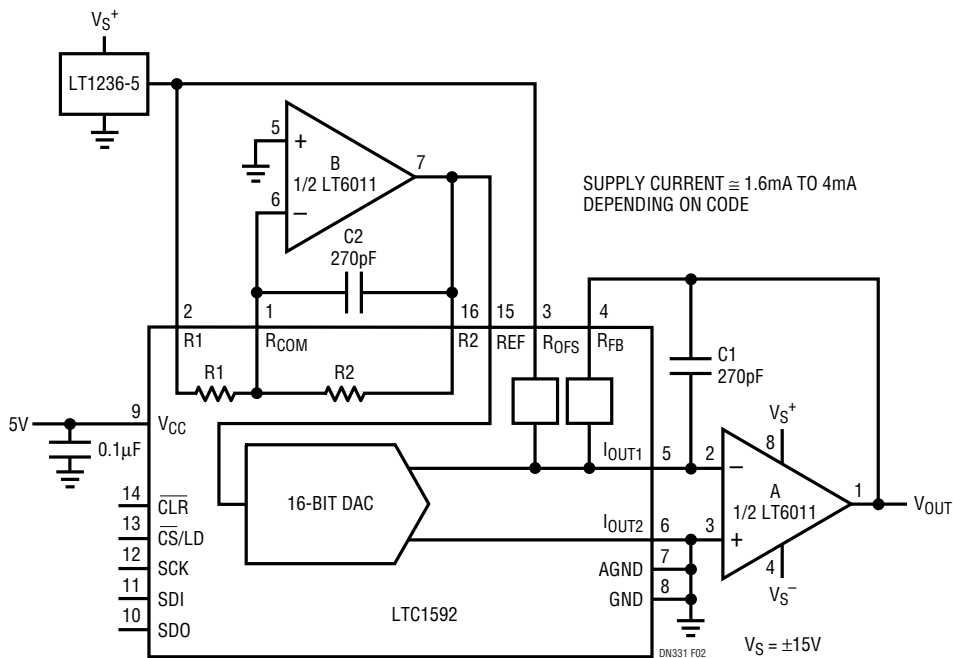 VS+
LT1236-5
5
+
B
1/2 LT6011
7
6
−
C2
270pF
SUPPLY CURRENT ≅ 1.6mA TO 4mA
DEPENDING ON CODE
2
1
16
15
3
4
R1
RCOM
R2
REF
ROFS
RFB
C1
270pF
R1
R2
5V
9
VCC
0.1µF
16-BIT DAC
IOUT1
5
2
−
VS+
8
A
1/2 LT6011
1
VOUT
IOUT2
6
3
+
4
VS−
14
CLR
13
CS/LD
12
SCK
11
SDI
10
SDO
AGND
7
GND
8
LTC1592
DN331 F02
VS = ±15V